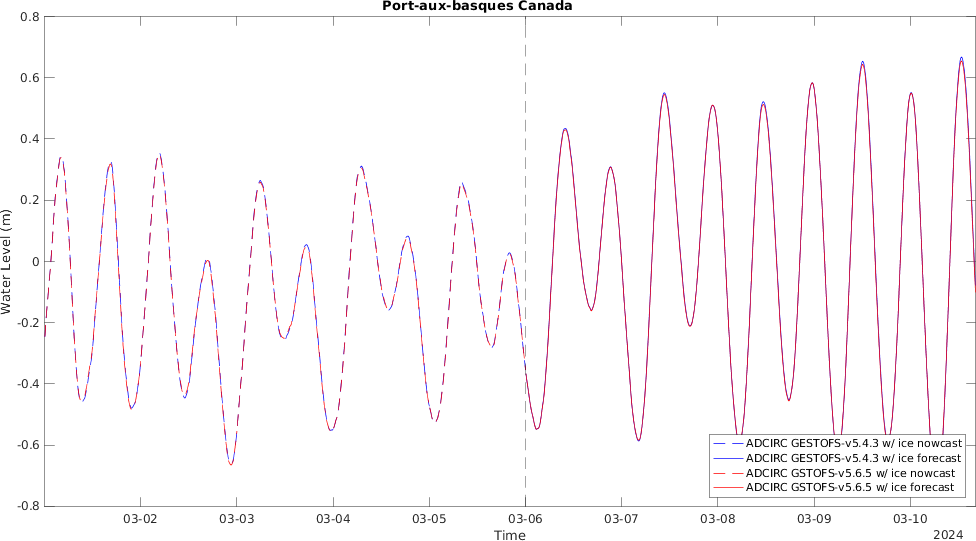 Port-aux-basques Canada
0.8
0.6
0.4
0.2
0
-0.2
-0.4
-0.6
-0.8
Water Level (m)
03-02
03-03
03-04
03-05
03-06
03-07
03-08
03-09
03-10
Time
2024
ADCIRC GESTOFS-v5.4.3 w/ ice nowcast
ADCIRC GESTOFS-v5.4.3 w/ ice forecast
ADCIRC GSTOFS-v5.6.5 w/ ice nowcast
ADCIRC GSTOFS-v5.6.5 w/ ice forecast